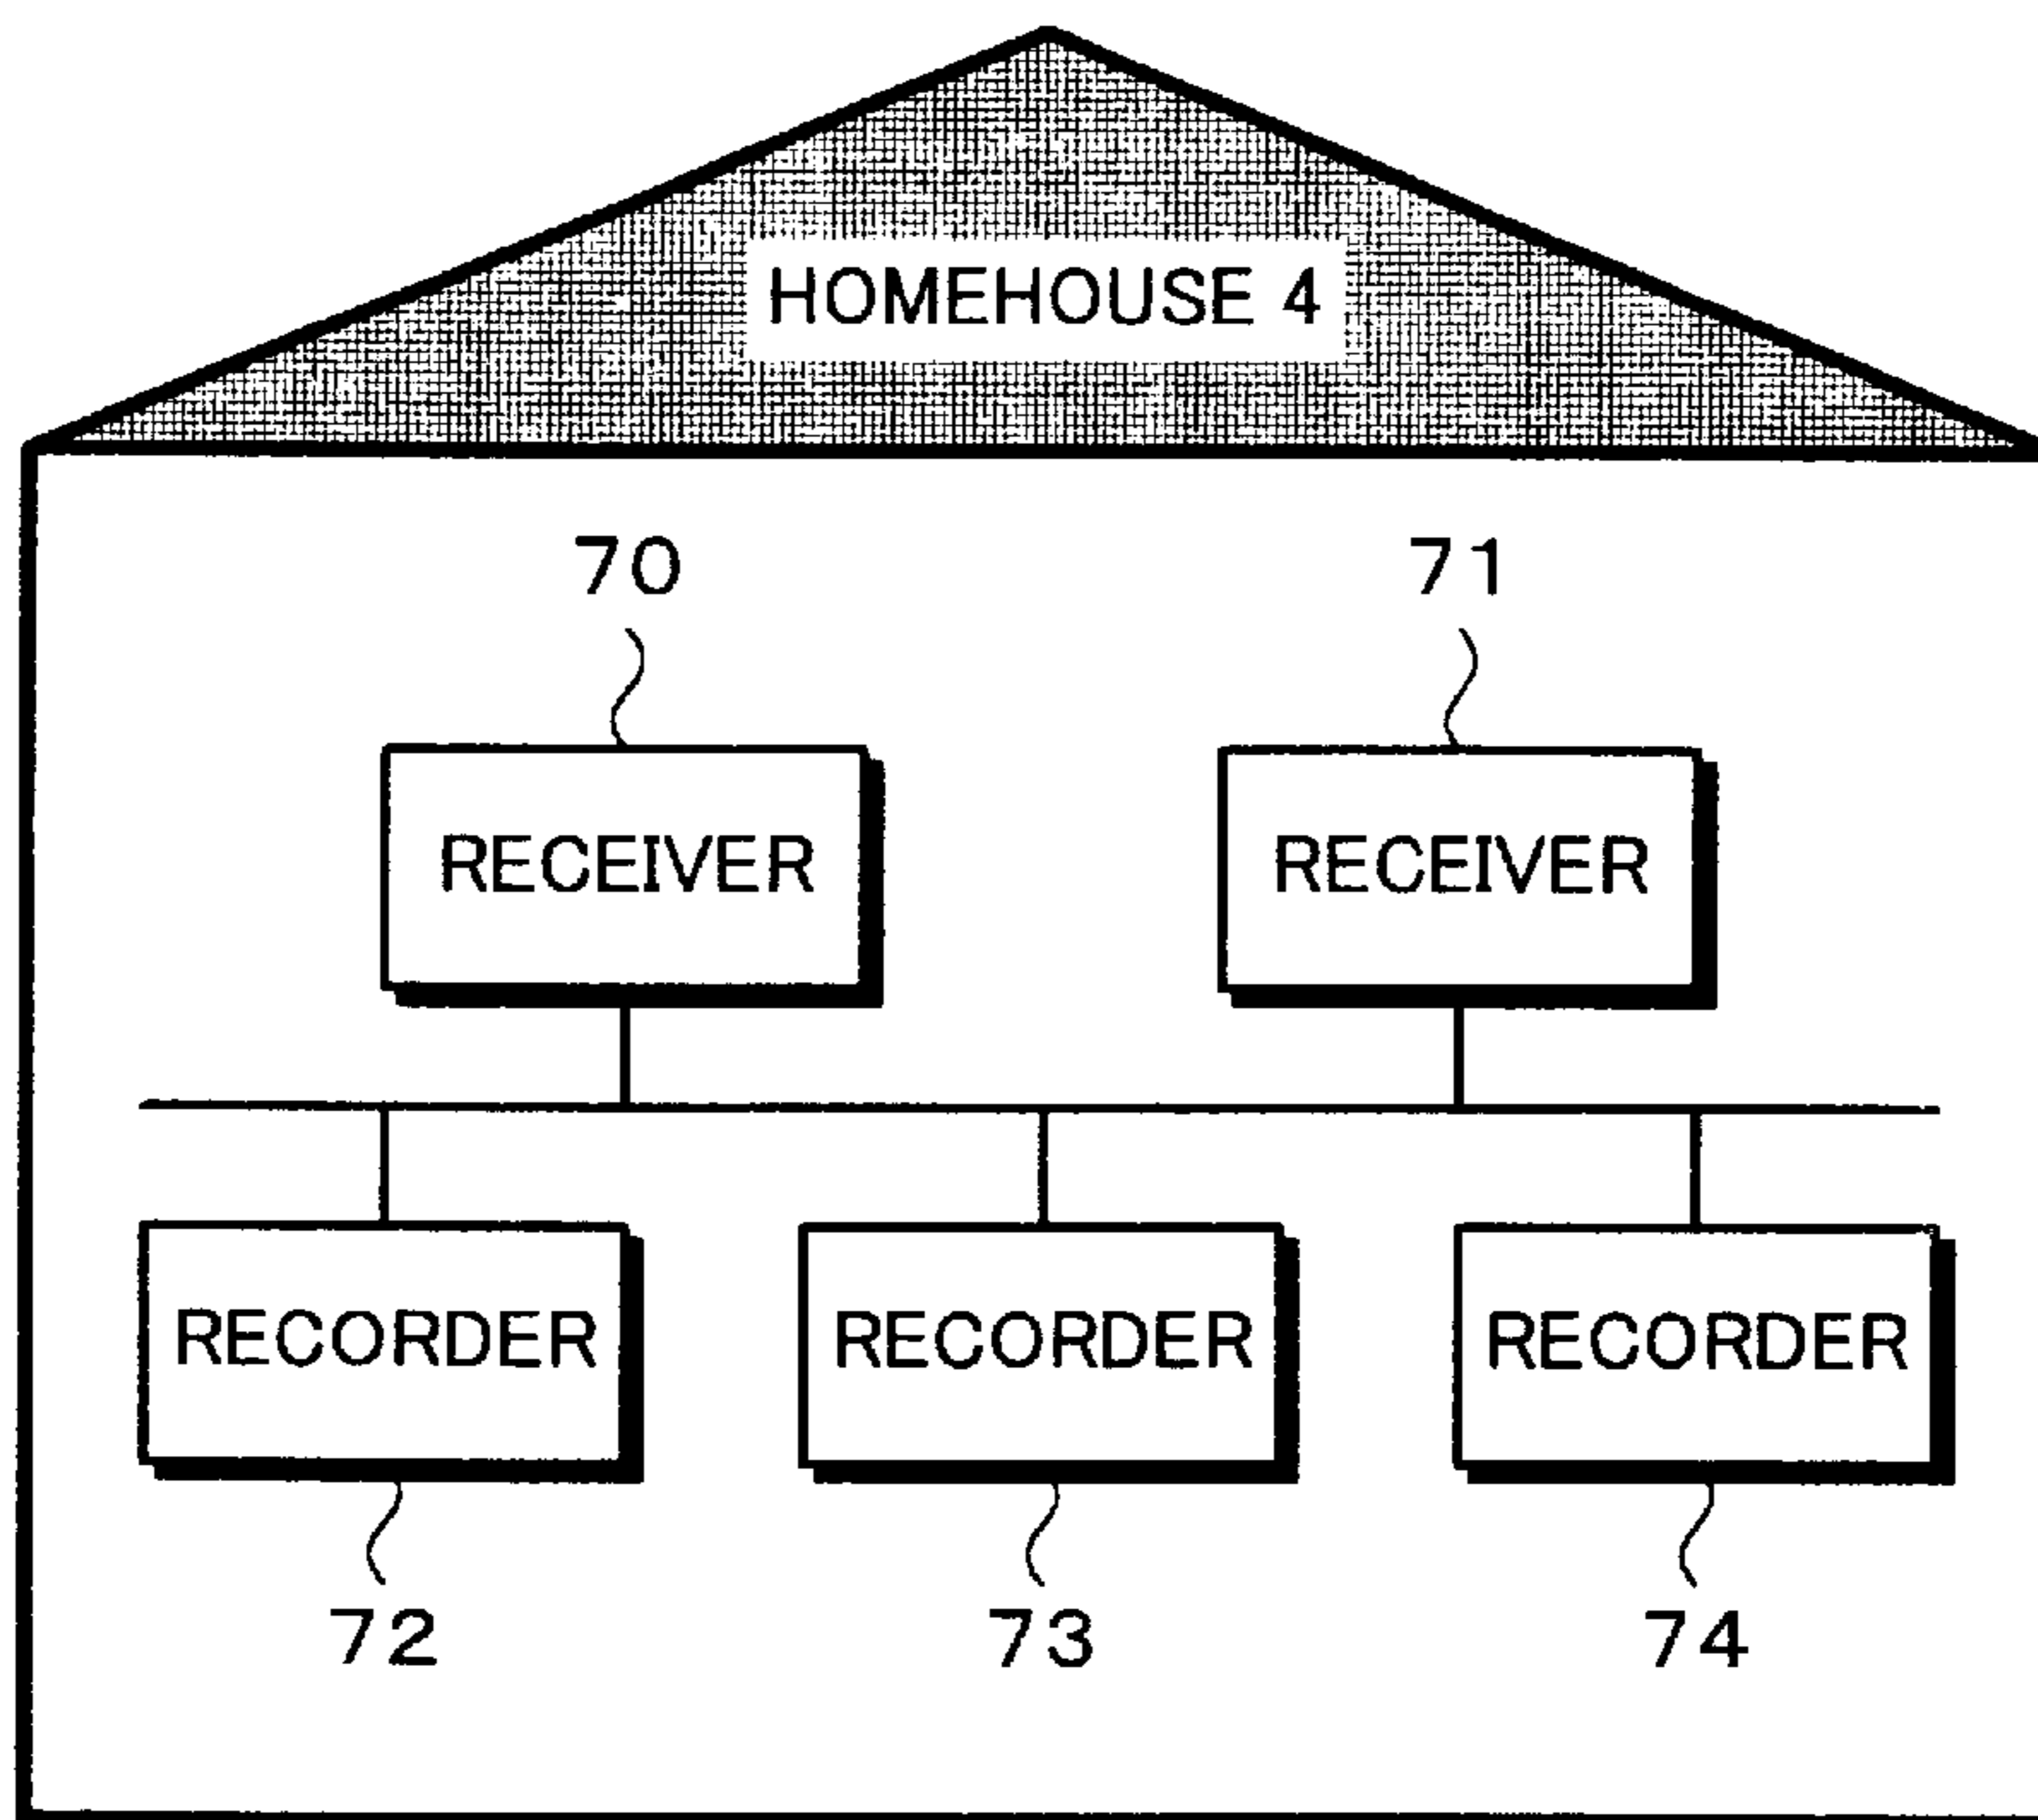 HOMEHOUSE 4
70 71
RECEIVER RECEIVER
RECORDER RECORDER RECORDER
72 73 74